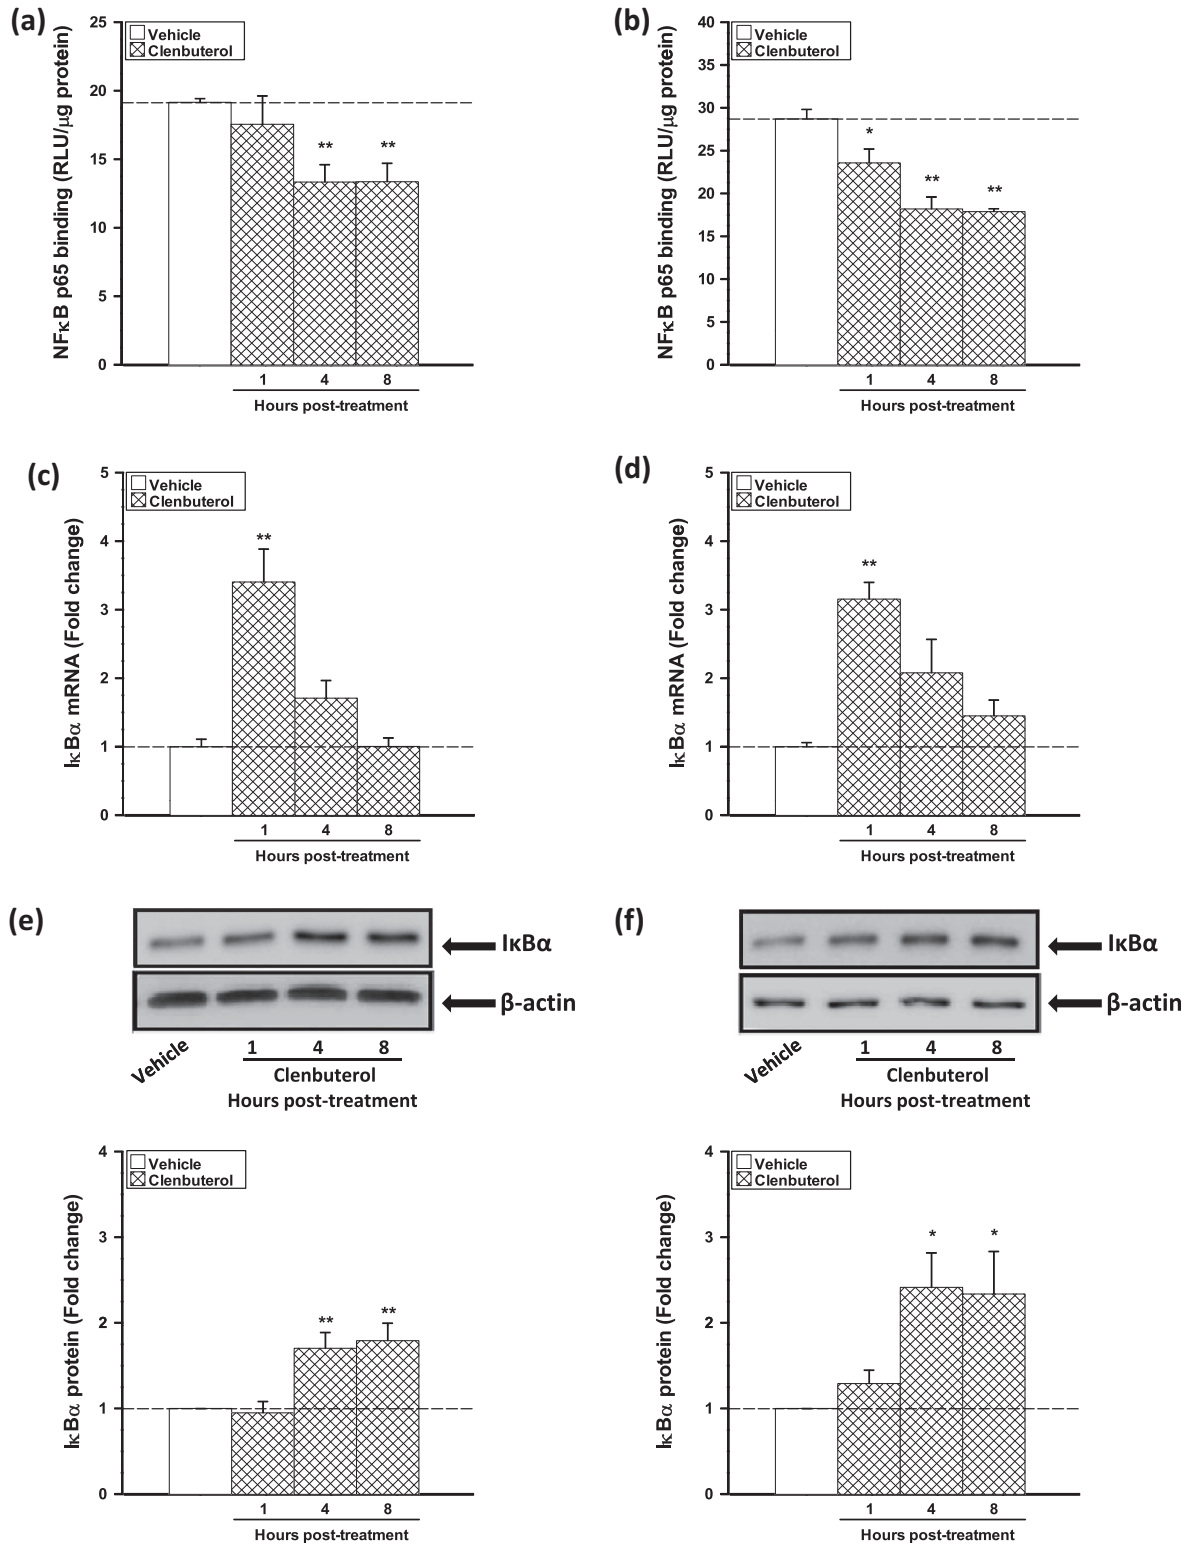 (a)
25
20
15
10
5
0
NFκB p65 binding (RLU/μg protein)
Vehicle
Clenbuterol
**
**
1 4 8
Hours post-treatment
(b)
40
35
30
25
20
15
10
5
0
NFκB p65 binding (RLU/μg protein)
Vehicle
Clenbuterol
*
**
**
1 4 8
Hours post-treatment
(c)
5
4
3
2
1
0
IκBα mRNA (Fold change)
Vehicle
Clenbuterol
**
1 4 8
Hours post-treatment
(d)
5
4
3
2
1
0
IκBα mRNA (Fold change)
Vehicle
Clenbuterol
**
1 4 8
Hours post-treatment
(e)
IκBα
β-actin
Vehicle
1 4 8
Clenbuterol
Hours post-treatment
4
3
2
1
0
IκBα protein (Fold change)
Vehicle
Clenbuterol
**
**
1 4 8
Hours post-treatment
(f)
IκBα
β-actin
Vehicle
1 4 8
Clenbuterol
Hours post-treatment
4
3
2
1
0
IκBα protein (Fold change)
Vehicle
Clenbuterol
*
*
1 4 8
Hours post-treatment